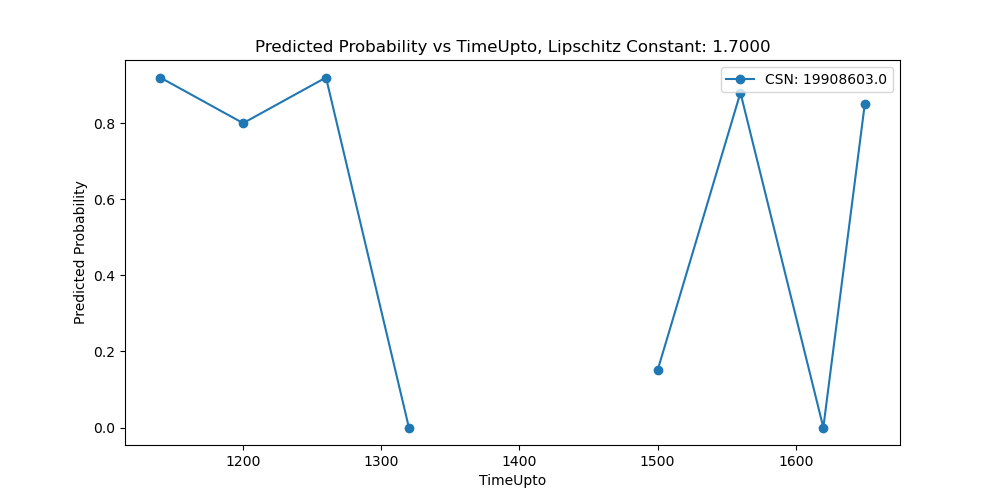 Predicted Probability vs TimeUpto, Lipschitz Constant: 1.7000
CSN: 19908603.0
Predicted Probability
0.8
0.6
0.4
0.2
0.0
1200 1300 1400 1500 1600
TimeUpto